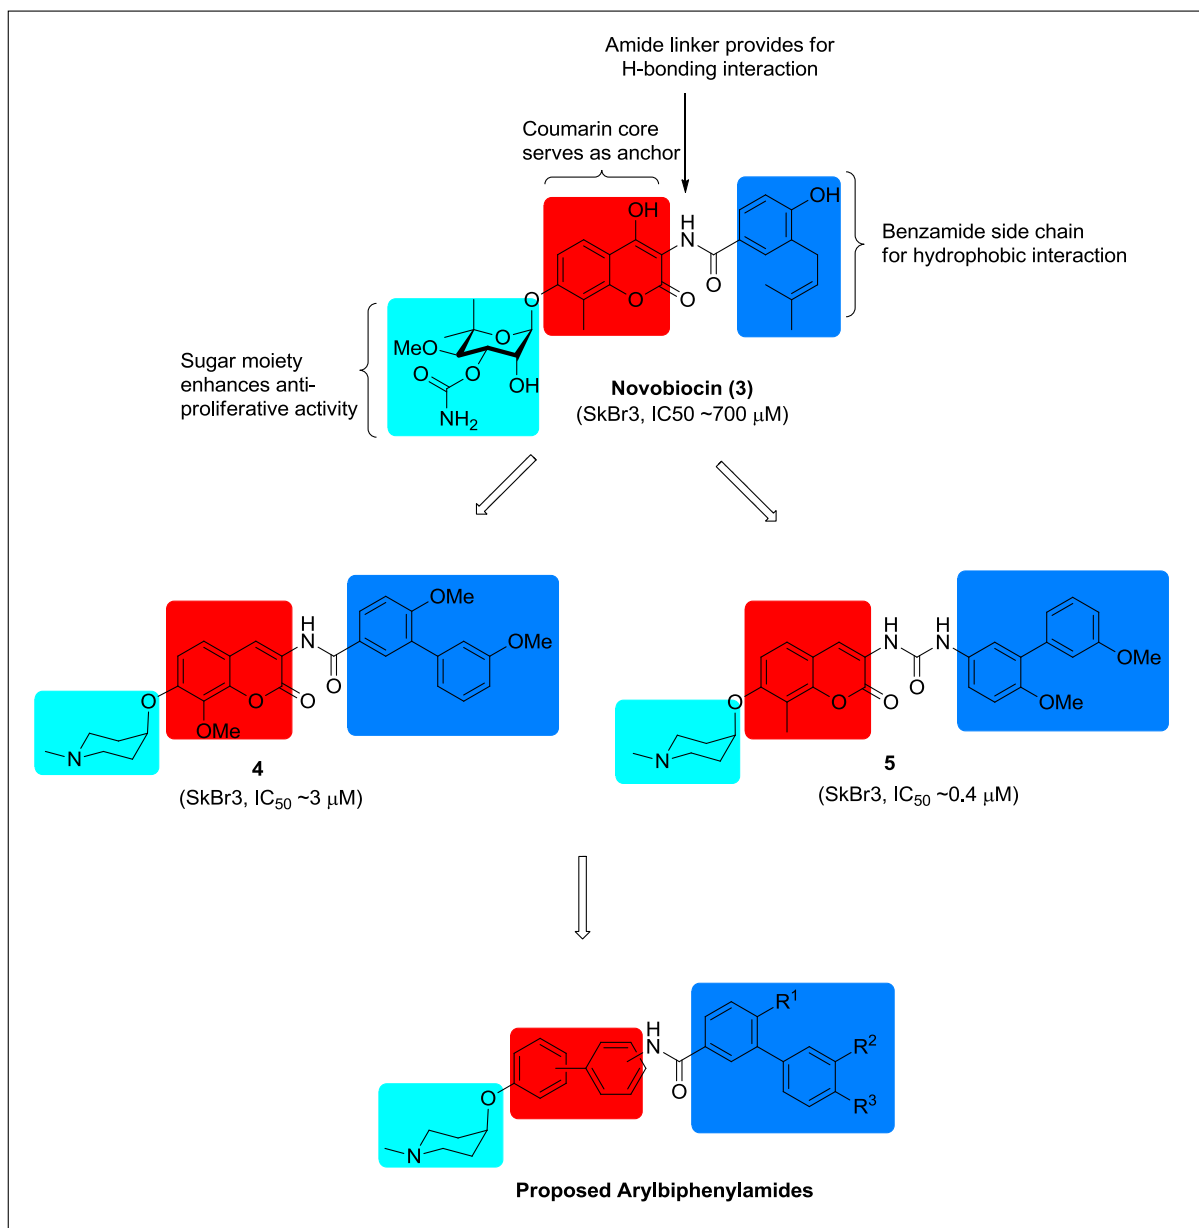 Amide linker provides for
H-bonding interaction
Coumarin core
serves as anchor
OH
H
N
O
OH
O
O
O
Benzamide side chain
for hydrophobic interaction
Sugar moiety
enhances anti-
proliferative activity
O
MeO
O
O
OH
NH2
Novobiocin (3)
(SkBr3, IC50 ~700 μM)
H
N
O
OMe
OMe
O
O
O
OMe
N
4
(SkBr3, IC50 ~3 μM)
H
N
H
N
O
OMe
OMe
O
O
O
N
5
(SkBr3, IC50 ~0.4 μM)
H
N
O
R1
R2
R3
O
N
Proposed Arylbiphenylamides